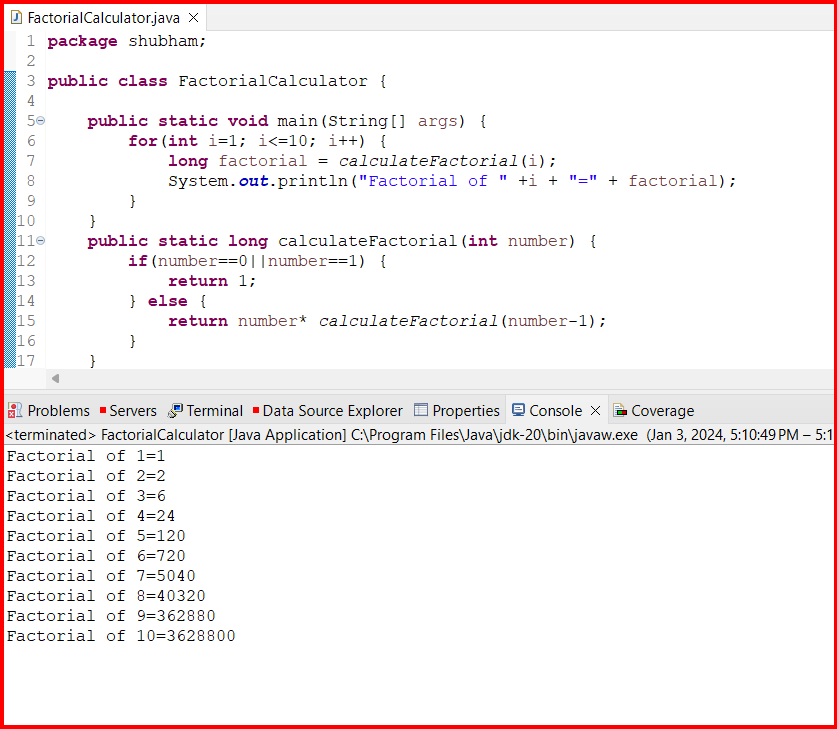 FactorialCalculator.java
1 package shubham;
2
3 public class FactorialCalculator {
4
5 public static void main(String[] args) {
6 for(int i=1; i<=10; i++) {
7 long factorial = calculateFactorial(i);
8 System.out.println("Factorial of " +i + "=" + factorial);
9 }
10 }
11 public static long calculateFactorial(int number) {
12 if(number==0||number==1) {
13 return 1;
14 } else {
15 return number* calculateFactorial(number-1);
16 }
17 }
Problems Servers Terminal Data Source Explorer Properties Console Coverage
<terminated> FactorialCalculator [Java Application] C:\Program Files\Java\jdk-20\bin\javaw.exe (Jan 3, 2024, 5:10:49 PM – 5:1
Factorial of 1=1
Factorial of 2=2
Factorial of 3=6
Factorial of 4=24
Factorial of 5=120
Factorial of 6=720
Factorial of 7=5040
Factorial of 8=40320
Factorial of 9=362880
Factorial of 10=3628800